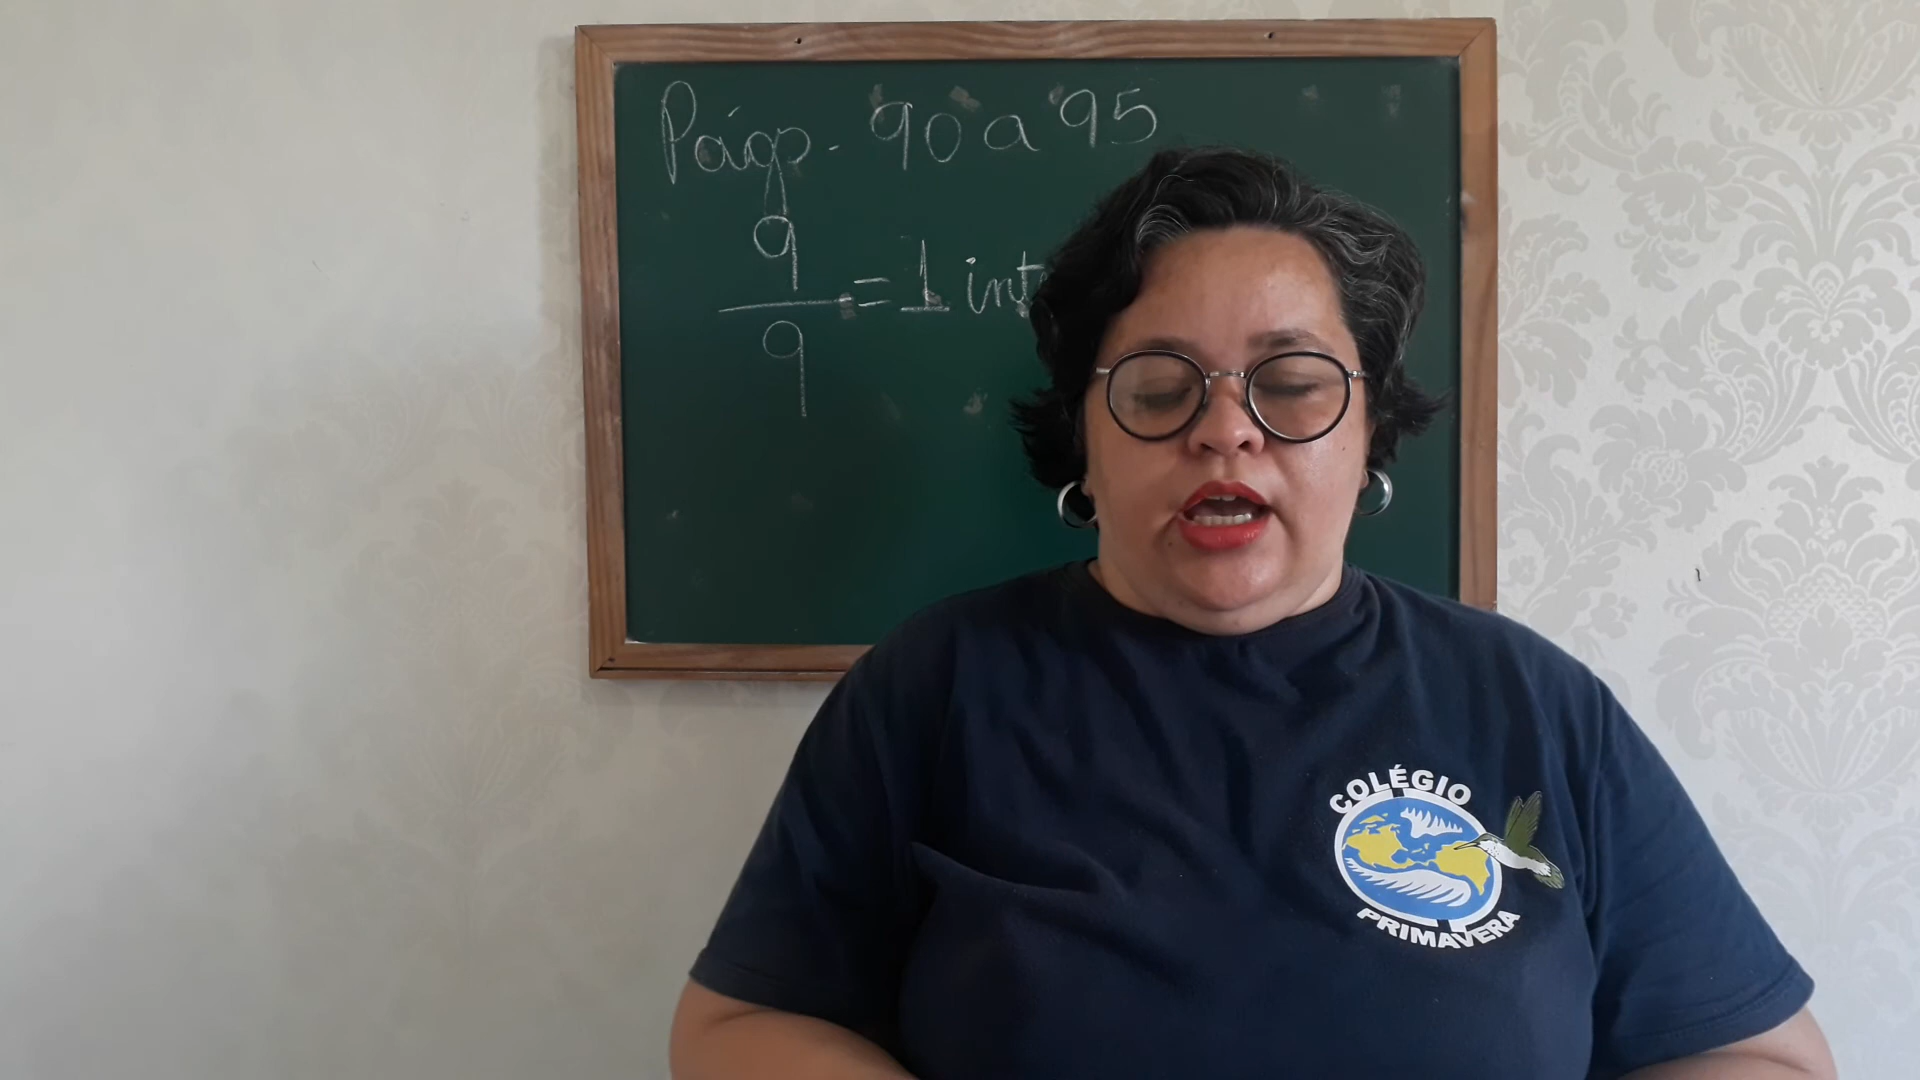 Págs - 90 a 95
9
— = 1
9
COLÉGIO
PRIMAVERA